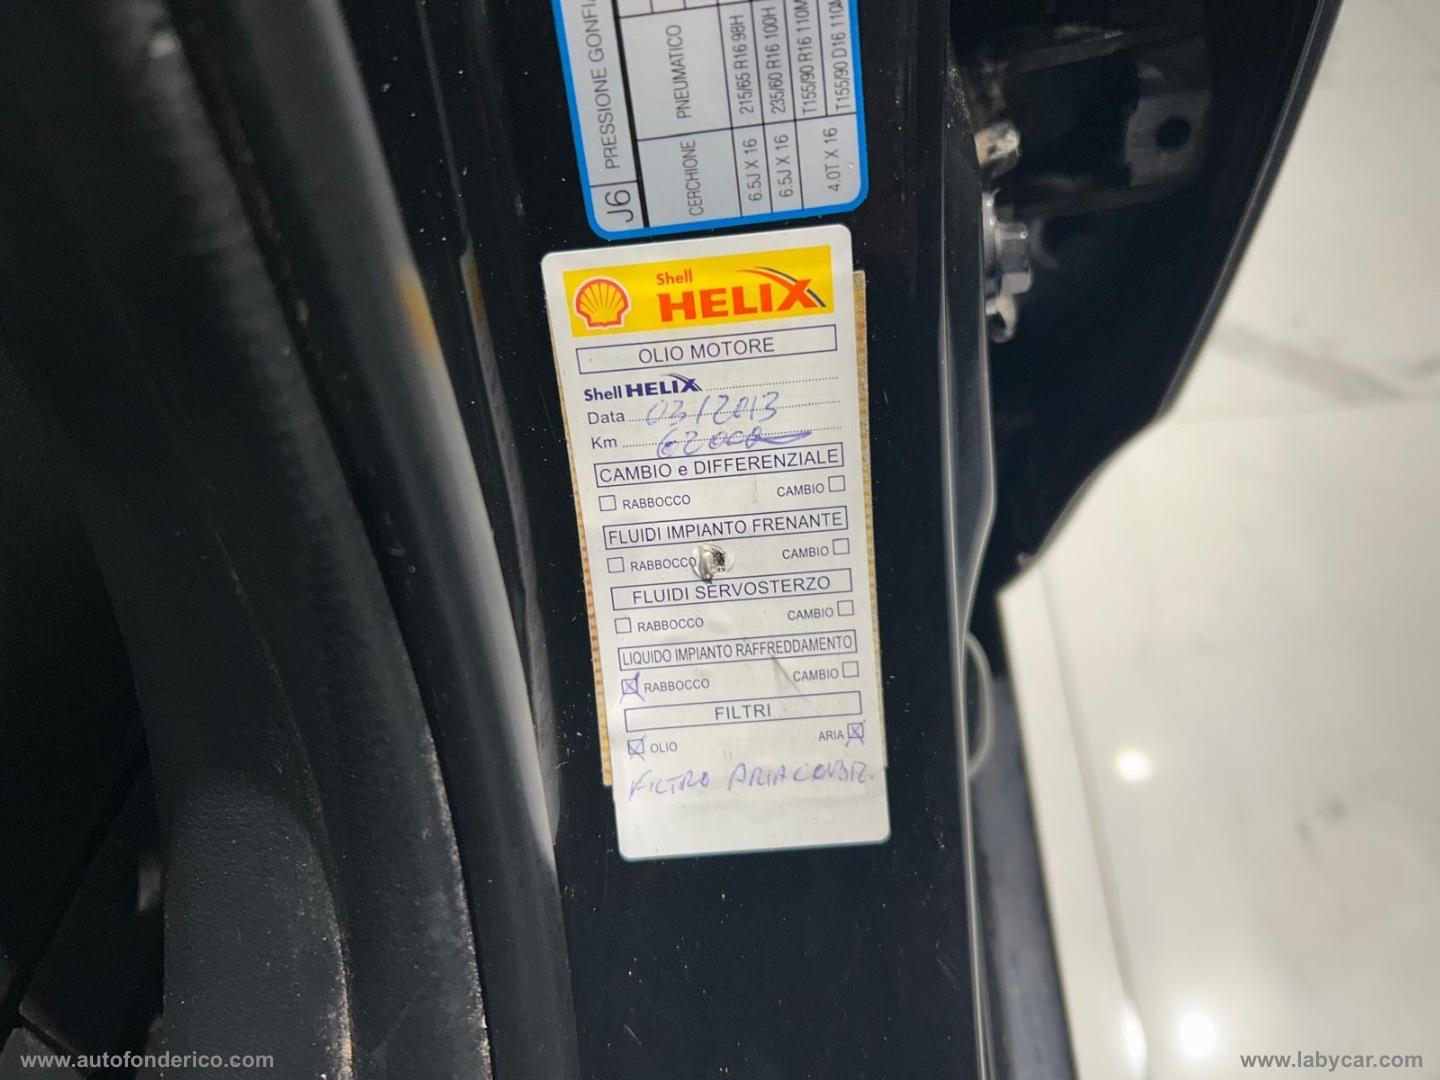 J6 PRESSIONE GONFIA
CERCHIONE PNEUMATICO
6.5J X 16 215/65 R16 98H
6.5J X 16 235/60 R16 100H
4.0T X 16 T155/90 R16 110M
T155/90 D16 110M
Shell
HELIX
OLIO MOTORE
Shell HELIX
Data 03/2013
Km 62000
CAMBIO e DIFFERENZIALE
RABBOCCO CAMBIO
FLUIDI IMPIANTO FRENANTE
RABBOCCO CAMBIO
FLUIDI SERVOSTERZO
RABBOCCO CAMBIO
LIQUIDO IMPIANTO RAFFREDDAMENTO
RABBOCCO CAMBIO
FILTRI
OLIO ARIA
FILTRO ARIA CONDIZ.
www.autofonderico.com www.labycar.com